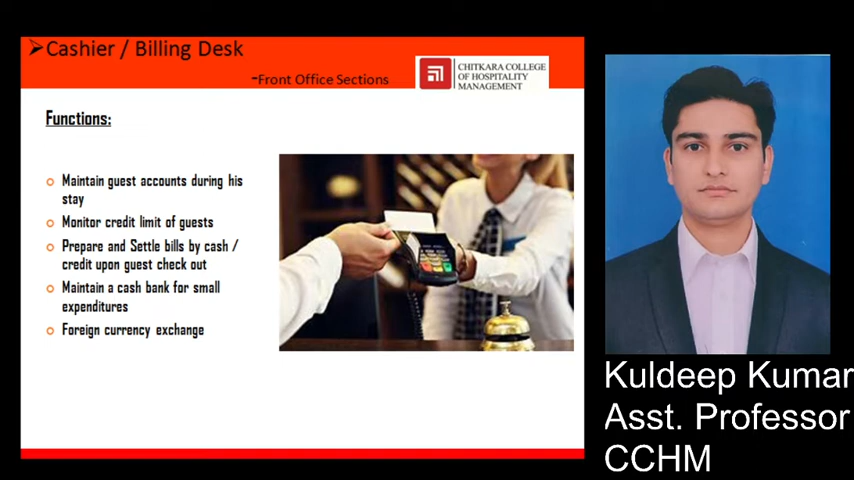 ➢Cashier / Billing Desk
-Front Office Sections
CHITKARA COLLEGE
OF HOSPITALITY
MANAGEMENT
Functions:
Maintain guest accounts during his
stay
Monitor credit limit of guests
Prepare and Settle bills by cash /
credit upon guest check out
Maintain a cash bank for small
expenditures
Foreign currency exchange
Kuldeep Kumar
Asst. Professor
CCHM